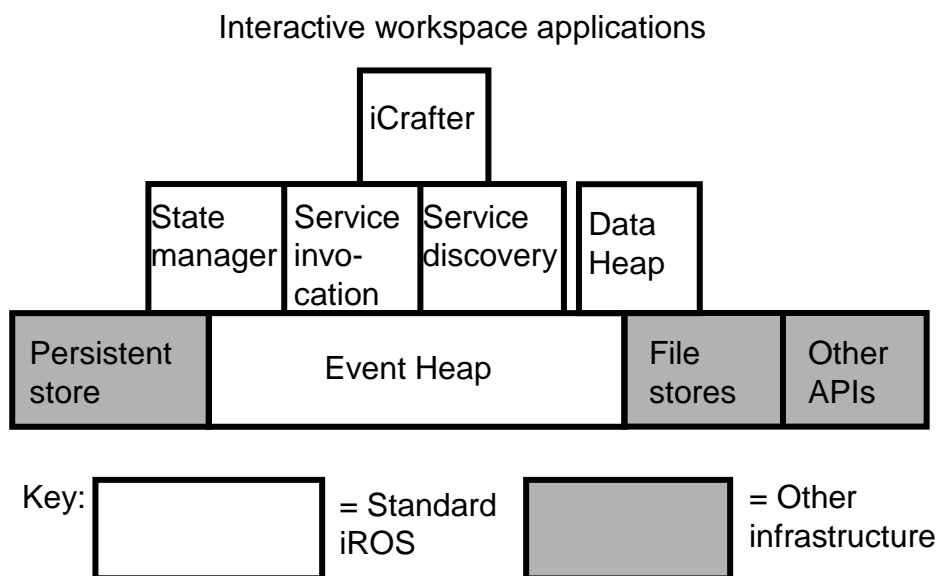 Interactive workspace applications
iCrafter
State
manager
Service
invo-
cation
Service
discovery
Data
Heap
Persistent
store
Event Heap
File
stores
Other
APIs
Key:
= Standard
iROS
= Other
infrastructure